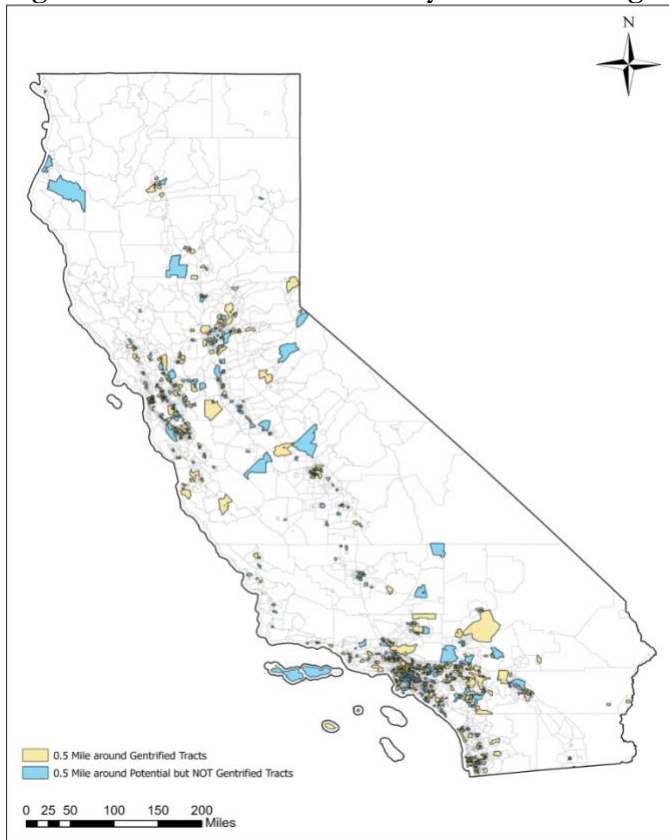 N
0.5 Mile around Gentrified Tracts
0.5 Mile around Potential but NOT Gentrified Tracts
0 25 50 100 150 200
Miles